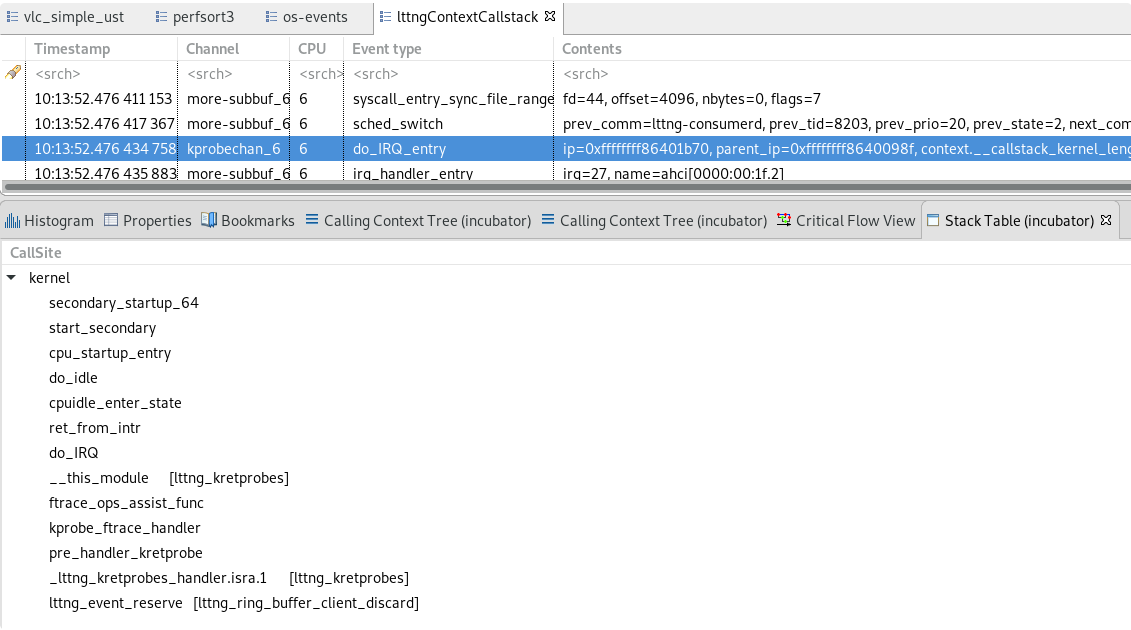 vlc_simple_ust perfsort3 os-events lttngContextCallstack
Timestamp Channel CPU Event type Contents
<srch> <srch> <srch> <srch> <srch>
10:13:52.476 411 153 more-subbuf_6 6 syscall_entry_sync_file_range fd=44, offset=4096, nbytes=0, flags=7
10:13:52.476 417 367 more-subbuf_6 6 sched_switch prev_comm=lttng-consumerd, prev_tid=8203, prev_prio=20, prev_state=2, next_com
10:13:52.476 434 758 kprobechan_6 6 do_IRQ_entry ip=0xffffffff86401b70, parent_ip=0xffffffff8640098f, context.__callstack_kernel_leng
10:13:52.476 435 883 more-subbuf_6 6 irq_handler_entry irq=27, name=ahci[0000:00:1f.2]
Histogram Properties Bookmarks Calling Context Tree (incubator) Calling Context Tree (incubator) Critical Flow View Stack Table (incubator)
CallSite
kernel
secondary_startup_64
start_secondary
cpu_startup_entry
do_idle
cpuidle_enter_state
ret_from_intr
do_IRQ
__this_module [lttng_kretprobes]
ftrace_ops_assist_func
kprobe_ftrace_handler
pre_handler_kretprobe
_lttng_kretprobes_handler.isra.1 [lttng_kretprobes]
lttng_event_reserve [lttng_ring_buffer_client_discard]